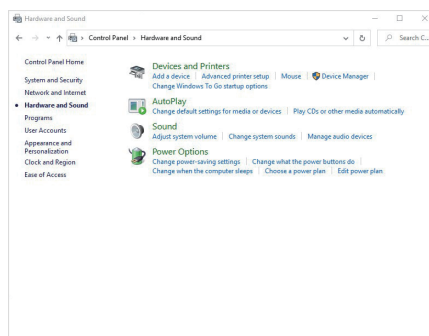 Hardware and Sound
Control Panel > Hardware and Sound
Search C...
Control Panel Home
System and Security
Network and Internet
Hardware and Sound
Programs
User Accounts
Appearance and
Personalization
Clock and Region
Ease of Access
Devices and Printers
Add a device | Advanced printer setup | Mouse | Device Manager |
Change Windows To Go startup options
AutoPlay
Change default settings for media or devices | Play CDs or other media automatically
Sound
Adjust system volume | Change system sounds | Manage audio devices
Power Options
Change power-saving settings | Change what the power buttons do |
Change when the computer sleeps | Choose a power plan | Edit power plan